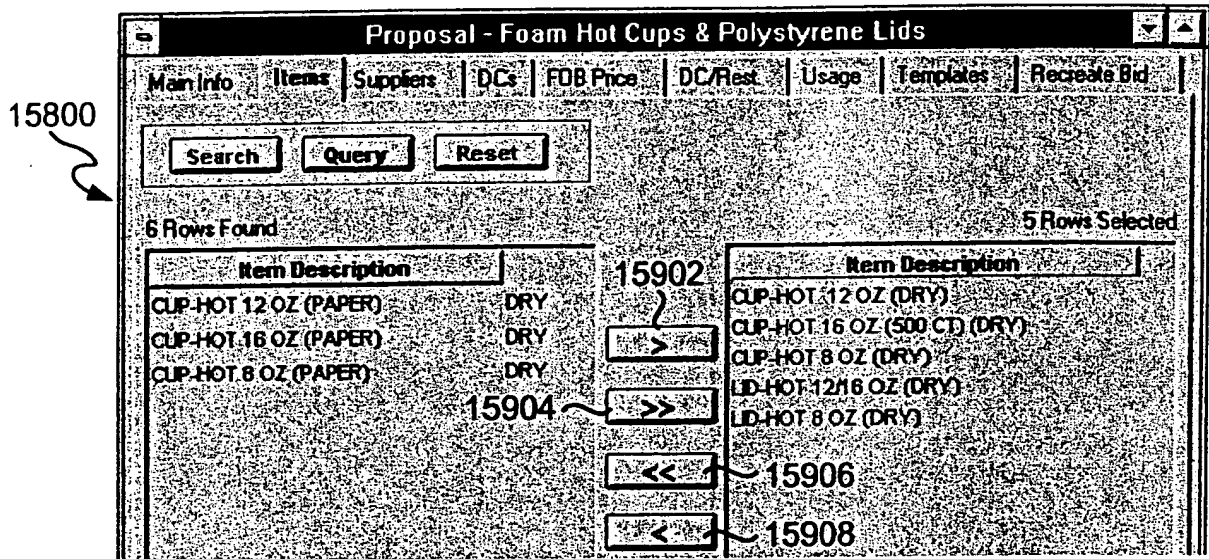 Proposal - Foam Hot Cups & Polystyrene Lids
Main Info Items Suppliers DCs FOB Price DC/Rest. Usage Templates Recreate Bid
15800
Search Query Reset
6 Rows Found 5 Rows Selected
Item Description Item Description
15902
CUP-HOT 12 OZ (PAPER) DRY CUP-HOT 12 OZ (DRY)
CUP-HOT 16 OZ (PAPER) DRY > CUP-HOT 16 OZ (500 CT) (DRY)
CUP-HOT 8 OZ (PAPER) DRY CUP-HOT 8 OZ (DRY)
LID-HOT 12/16 OZ (DRY)
15904 >> LID-HOT 8 OZ (DRY)
<< 15906
< 15908